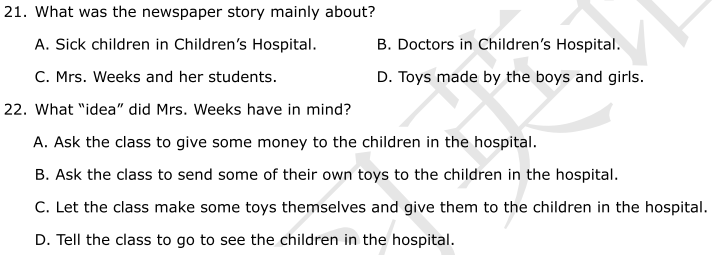 21. What was the newspaper story mainly about?
A. Sick children in Children’s Hospital. B. Doctors in Children’s Hospital.
C. Mrs. Weeks and her students. D. Toys made by the boys and girls.
22. What “idea” did Mrs. Weeks have in mind?
A. Ask the class to give some money to the children in the hospital.
B. Ask the class to send some of their own toys to the children in the hospital.
C. Let the class make some toys themselves and give them to the children in the hospital.
D. Tell the class to go to see the children in the hospital.